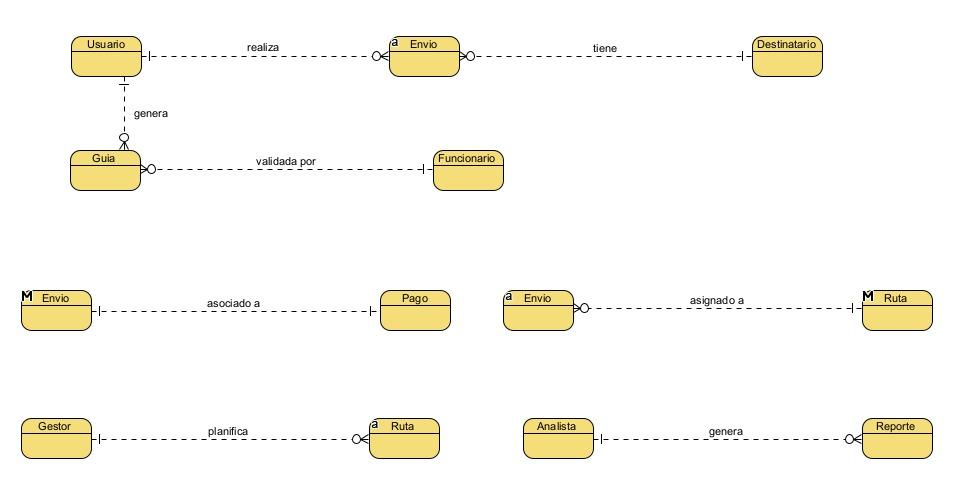 Usuario
realiza
a
Envio
tiene
Destinatario
genera
Guia
validada por
Funcionario
M
Envio
asociado a
Pago
a
Envio
asignado a
M
Ruta
Gestor
planifica
a
Ruta
Analista
genera
Reporte